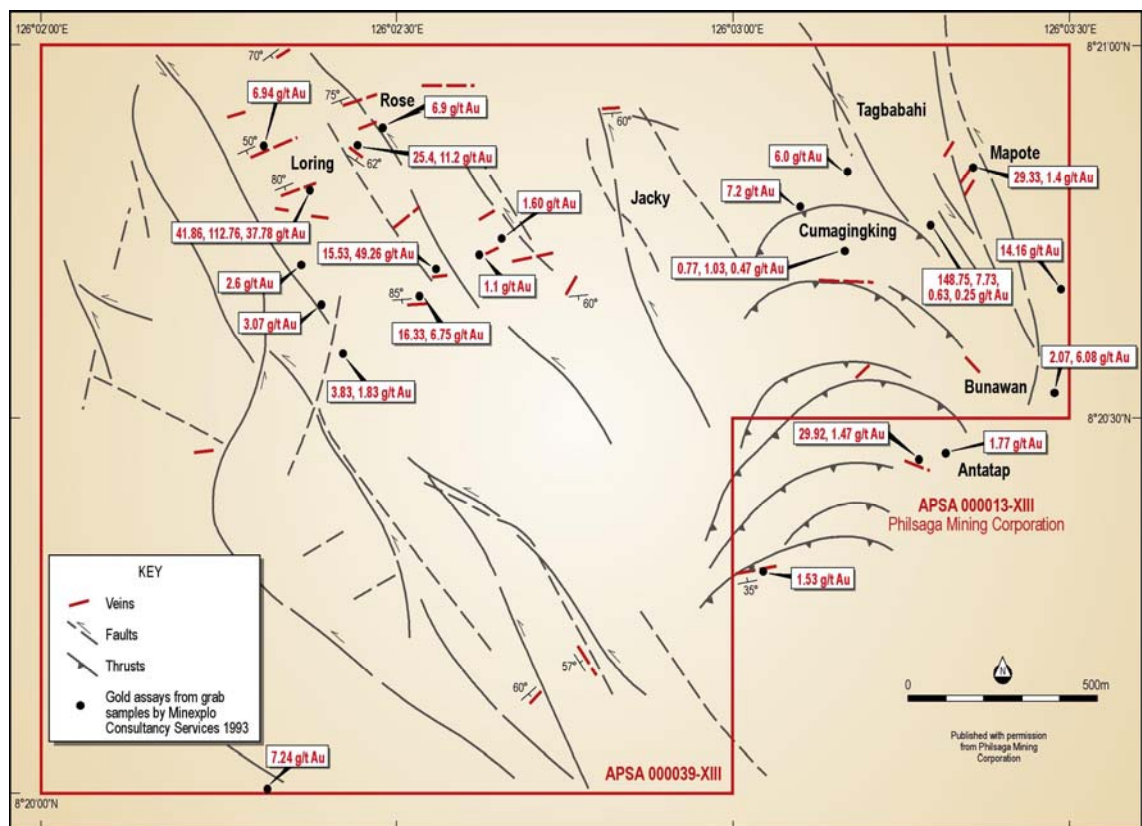 126°02'00"E
126°02'30"E
126°03'00"E
126°03'30"E
8°21'00"N
70°
75°
6.94 g/t Au
Rose
6.9 g/t Au
60°
Tagbabahi
50°
Loring
62°
25.4, 11.2 g/t Au
6.0 g/t Au
Mapote
29.33, 1.4 g/t Au
80°
7.2 g/t Au
Jacky
1.60 g/t Au
41.86, 112.76, 37.78 g/t Au
Cumagingking
15.53, 49.26 g/t Au
14.16 g/t Au
0.77, 1.03, 0.47 g/t Au
148.75, 7.73,
0.63, 0.25 g/t Au
2.6 g/t Au
1.1 g/t Au
85°
60°
3.07 g/t Au
16.33, 6.75 g/t Au
2.07, 6.08 g/t Au
3.83, 1.83 g/t Au
Bunawan
8°20'30"N
29.92, 1.47 g/t Au
1.77 g/t Au
Antatap
APSA 000013-XIII
Philsaga Mining Corporation
1.53 g/t Au
35°
KEY
Veins
Faults
Thrusts
Gold assays from grab
samples by Minexplo
Consultancy Services 1993
57°
60°
N
0
500m
Published with permission
from Philsaga Mining
Corporation
7.24 g/t Au
APSA 000039-XIII
8°20'00"N